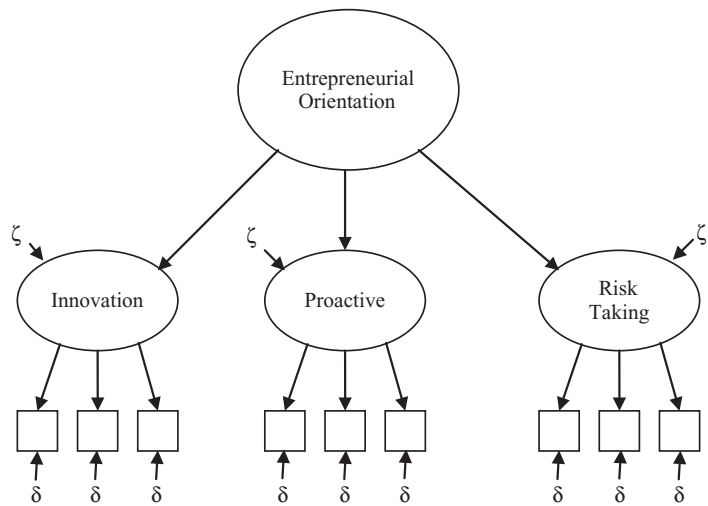 Entrepreneurial
Orientation
ζ
ζ
ζ
Innovation
Proactive
Risk
Taking
δ
δ
δ
δ
δ
δ
δ
δ
δ